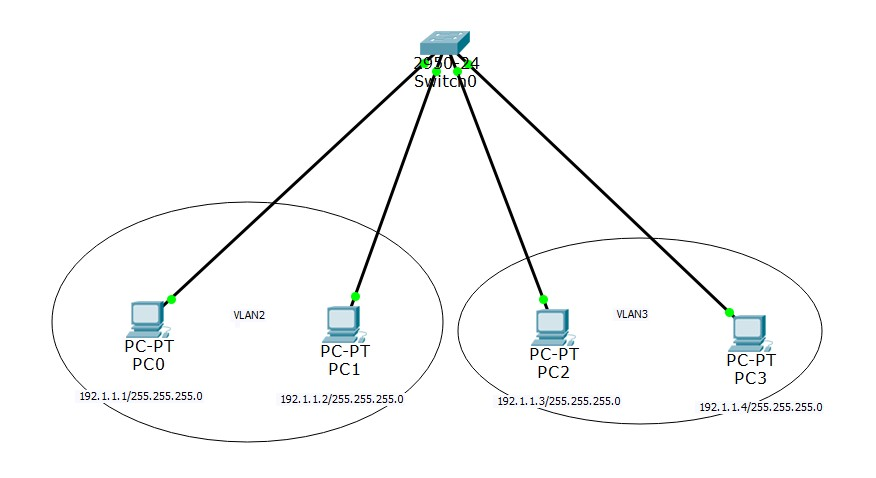 2950-24
Switch0
VLAN2
VLAN3
PC-PT
PC0
PC-PT
PC1
PC-PT
PC2
PC-PT
PC3
192.1.1.1/255.255.255.0
192.1.1.2/255.255.255.0
192.1.1.3/255.255.255.0
192.1.1.4/255.255.255.0